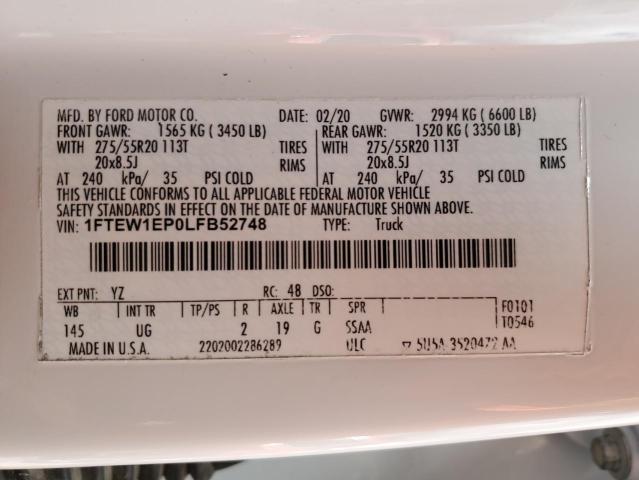 MFD. BY FORD MOTOR CO. DATE: 02/20 GVWR: 2994 KG ( 6600 LB)
FRONT GAWR: 1565 KG ( 3450 LB) REAR GAWR: 1520 KG ( 3350 LB)
WITH 275/55R20 113T TIRES WITH 275/55R20 113T TIRES
20x8.5J RIMS 20x8.5J RIMS
AT 240 kPa/ 35 PSI COLD AT 240 kPa/ 35 PSI COLD
THIS VEHICLE CONFORMS TO ALL APPLICABLE FEDERAL MOTOR VEHICLE
SAFETY STANDARDS IN EFFECT ON THE DATE OF MANUFACTURE SHOWN ABOVE.
VIN: 1FTEW1EP0LFB52748 TYPE: Truck
EXT PNT: YZ RC: 48 DSO:
WB INT TR TP/PS R AXLE TR SPR F0101
145 UG 2 19 G SSAA T0546
MADE IN U.S.A. 2202002286289 ULC ▽ 5U5A-3520472-AA